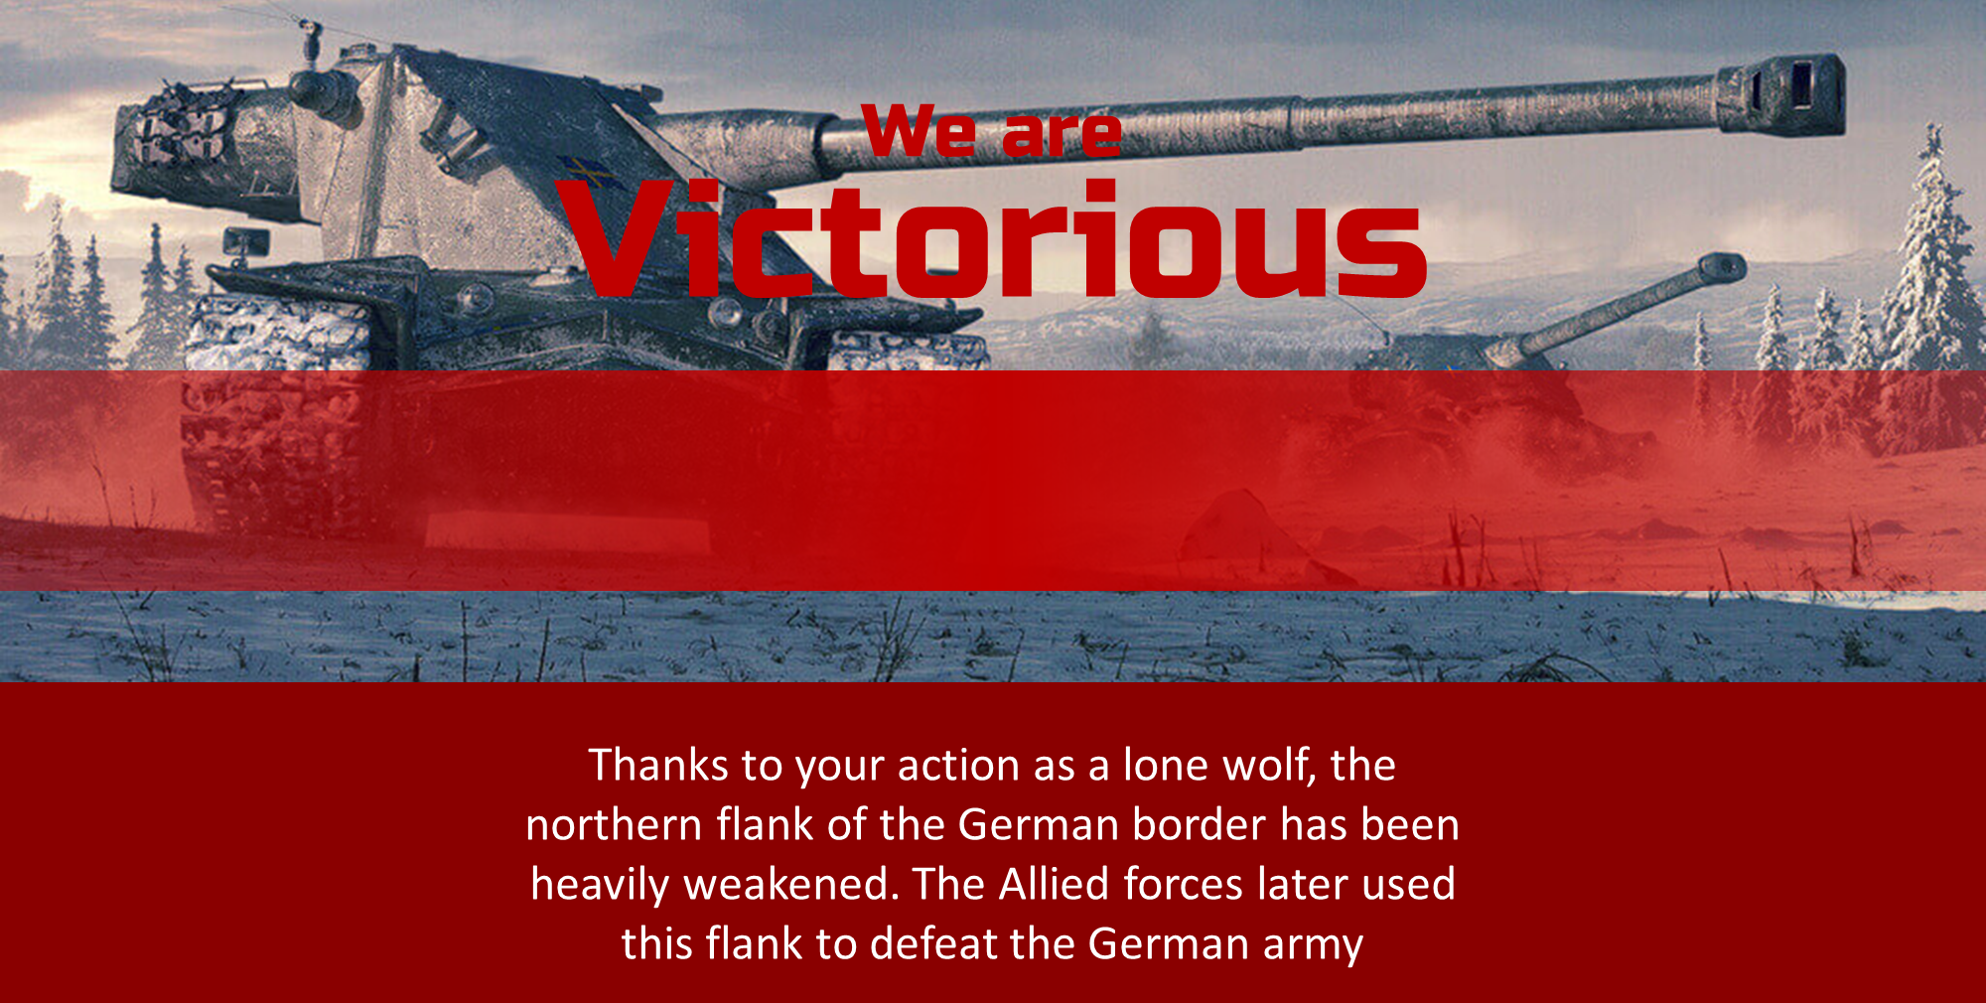 We are
Victorious
Thanks to your action as a lone wolf, the
northern flank of the German border has been
heavily weakened. The Allied forces later used
this flank to defeat the German army